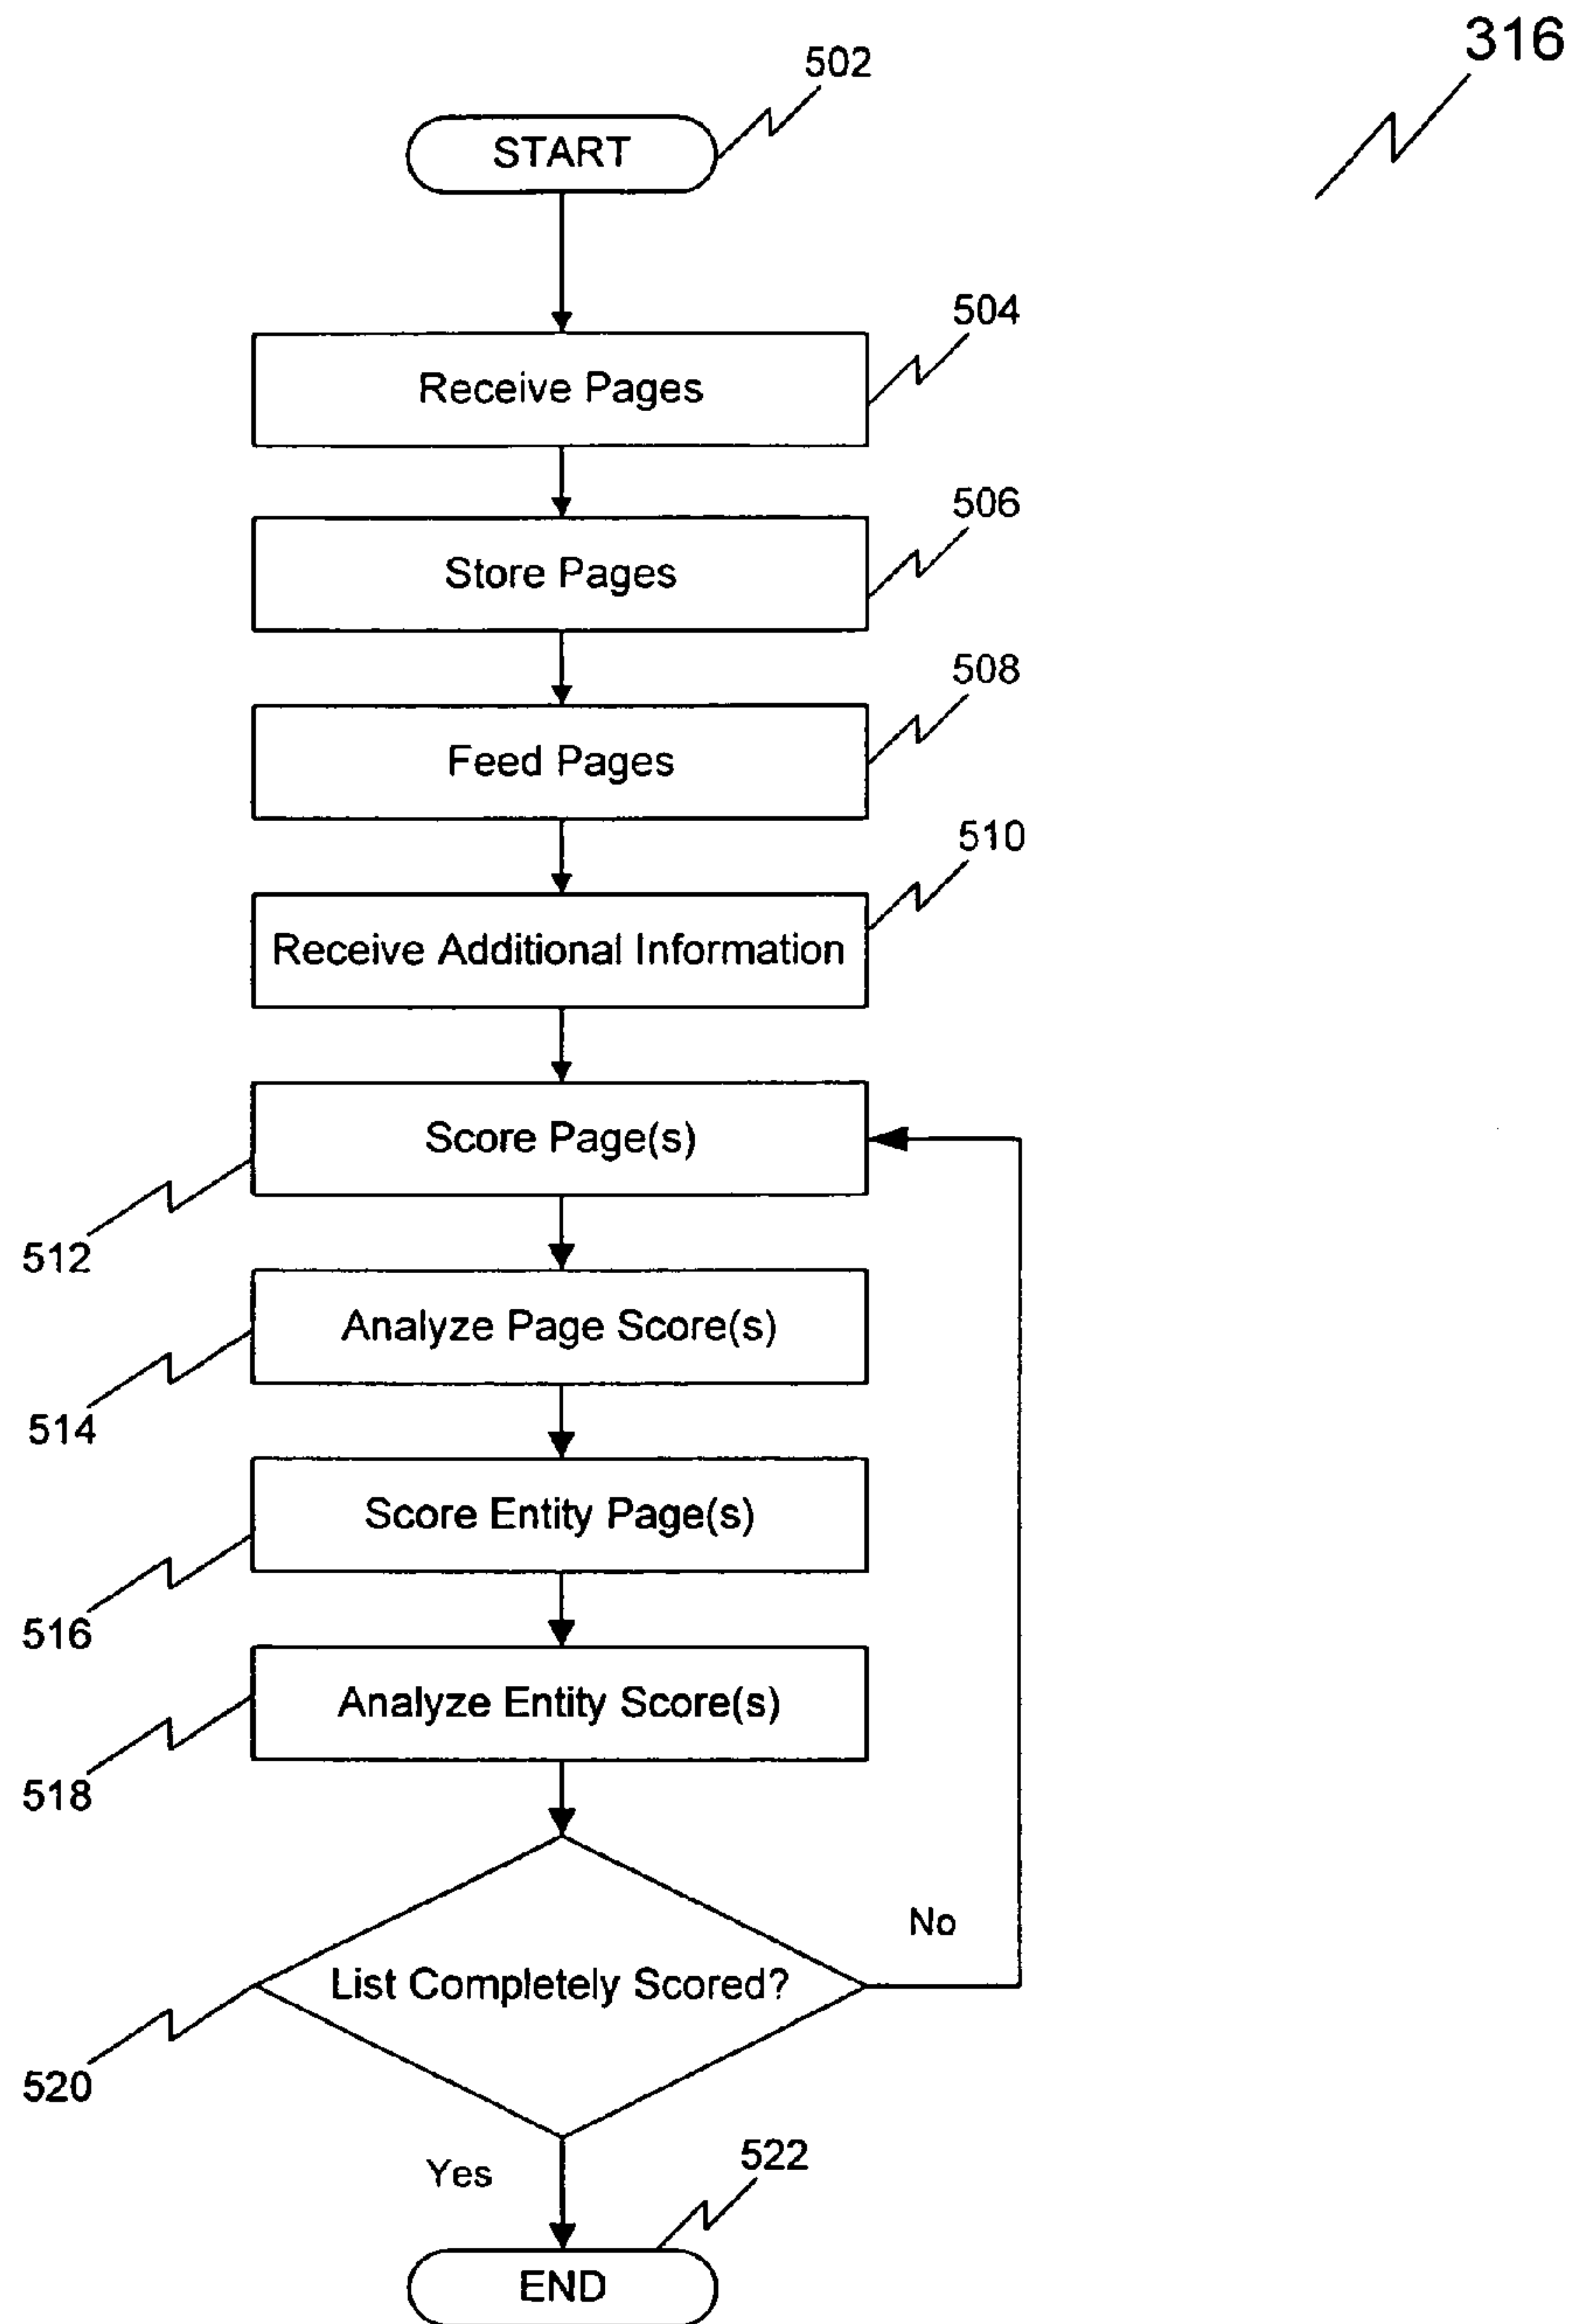 316
502
START
504
Receive Pages
506
Store Pages
508
Feed Pages
510
Receive Additional Information
Score Page(s)
512
Analyze Page Score(s)
514
Score Entity Page(s)
516
Analyze Entity Score(s)
518
No
List Completely Scored?
520
Yes
522
END